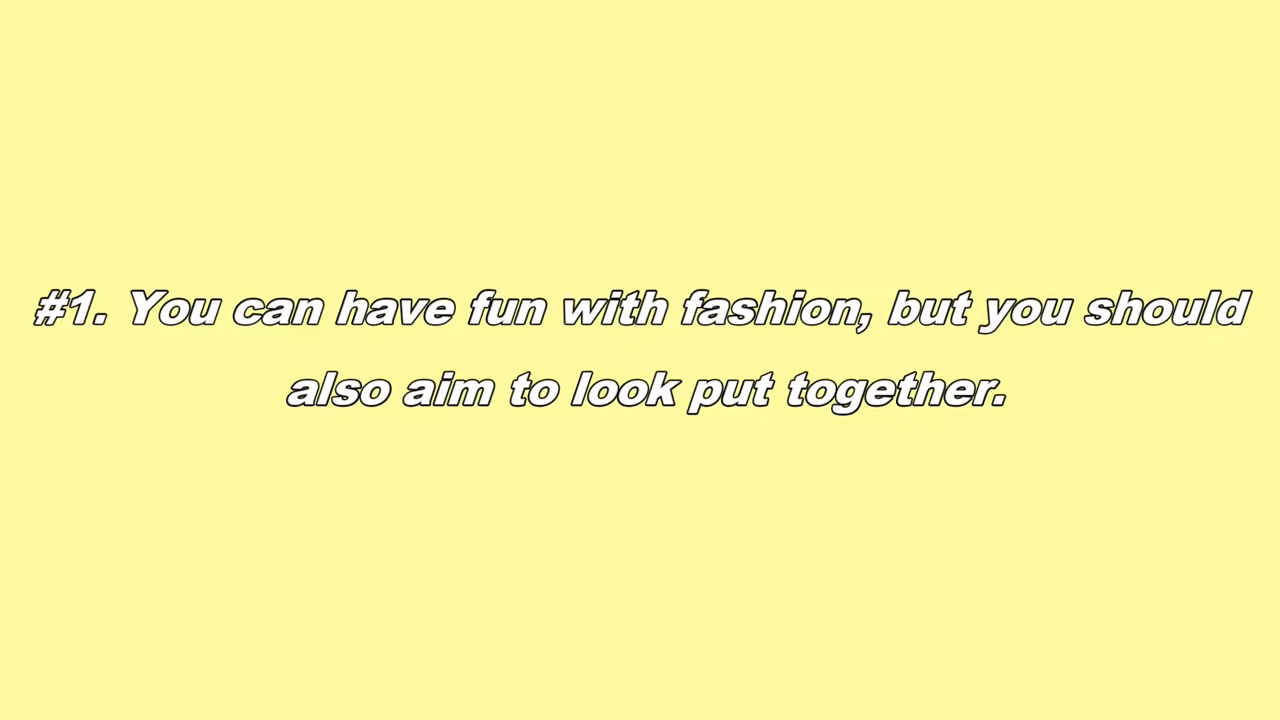 #1. You can have fun with fashion, but you should
also aim to look put together.